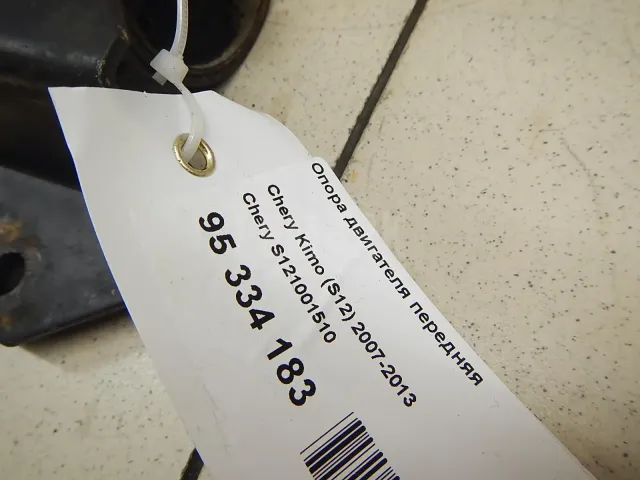 Опора двигателя передняя
Chery Kimo (S12) 2007-2013
Chery S121001510
95 334 183